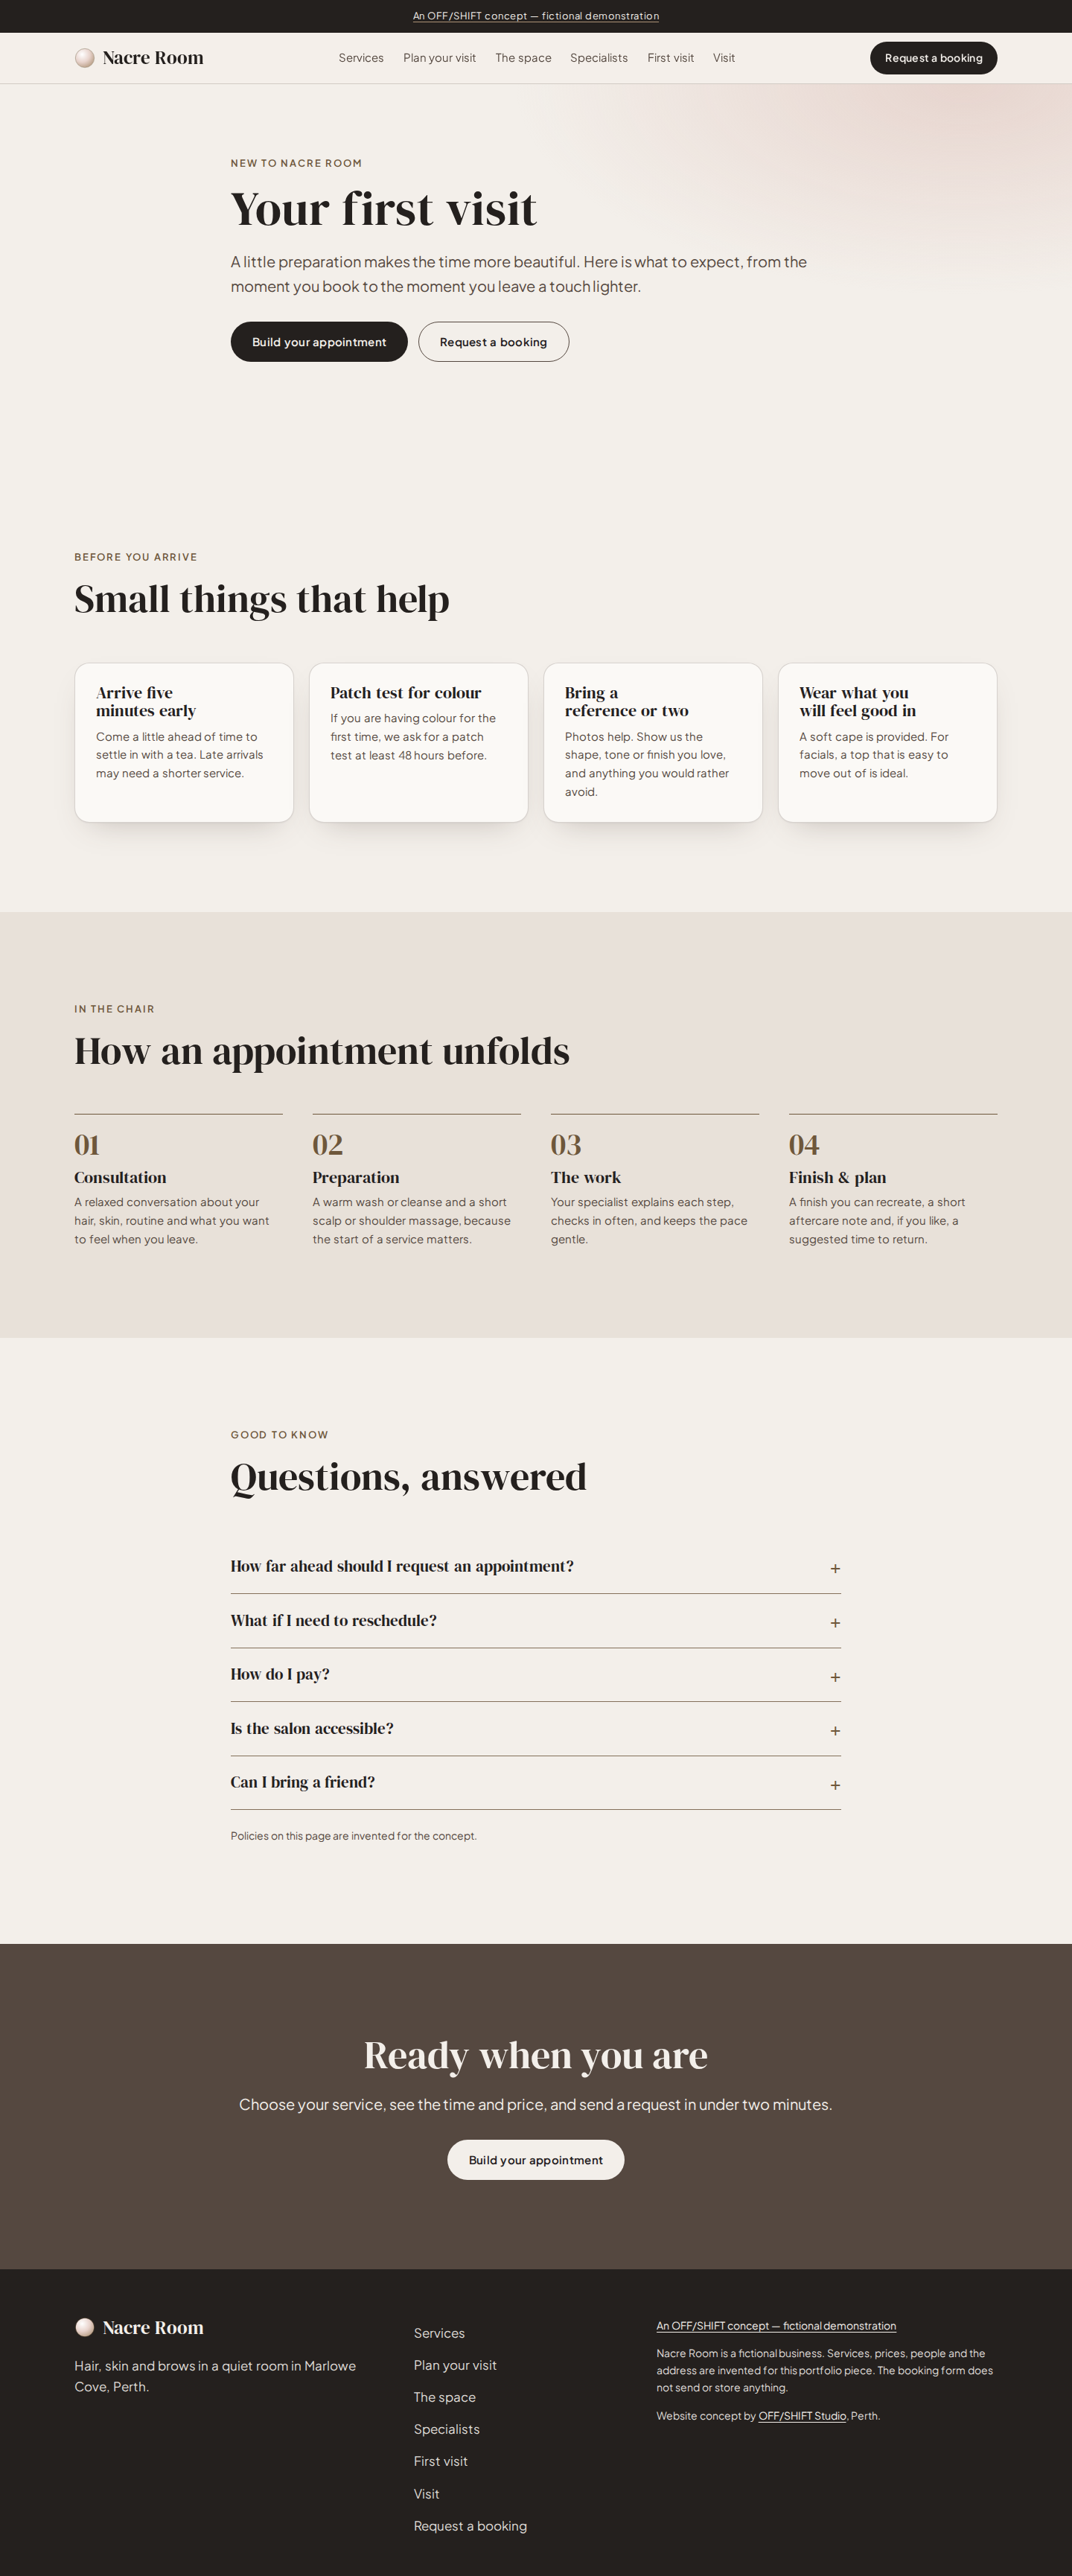 An OFF/SHIFT concept — fictional demonstration
Nacre Room
Services
Plan your visit
The space
Specialists
First visit
Visit
Request a booking
NEW TO NACRE ROOM
Your first visit
A little preparation makes the time more beautiful. Here is what to expect, from the
moment you book to the moment you leave a touch lighter.
Build your appointment
Request a booking
BEFORE YOU ARRIVE
Small things that help
Arrive five
minutes early
Come a little ahead of time to
settle in with a tea. Late arrivals
may need a shorter service.
Patch test for colour
If you are having colour for the
first time, we ask for a patch
test at least 48 hours before.
Bring a
reference or two
Photos help. Show us the
shape, tone or finish you love,
and anything you would rather
avoid.
Wear what you
will feel good in
A soft cape is provided. For
facials, a top that is easy to
move out of is ideal.
IN THE CHAIR
How an appointment unfolds
01
Consultation
A relaxed conversation about your
hair, skin, routine and what you want
to feel when you leave.
02
Preparation
A warm wash or cleanse and a short
scalp or shoulder massage, because
the start of a service matters.
03
The work
Your specialist explains each step,
checks in often, and keeps the pace
gentle.
04
Finish & plan
A finish you can recreate, a short
aftercare note and, if you like, a
suggested time to return.
GOOD TO KNOW
Questions, answered
How far ahead should I request an appointment? +
What if I need to reschedule? +
How do I pay? +
Is the salon accessible? +
Can I bring a friend? +
Policies on this page are invented for the concept.
Ready when you are
Choose your service, see the time and price, and send a request in under two minutes.
Build your appointment
Nacre Room
Hair, skin and brows in a quiet room in Marlowe
Cove, Perth.
Services
Plan your visit
The space
Specialists
First visit
Visit
Request a booking
An OFF/SHIFT concept — fictional demonstration
Nacre Room is a fictional business. Services, prices, people and the
address are invented for this portfolio piece. The booking form does
not send or store anything.
Website concept by OFF/SHIFT Studio, Perth.